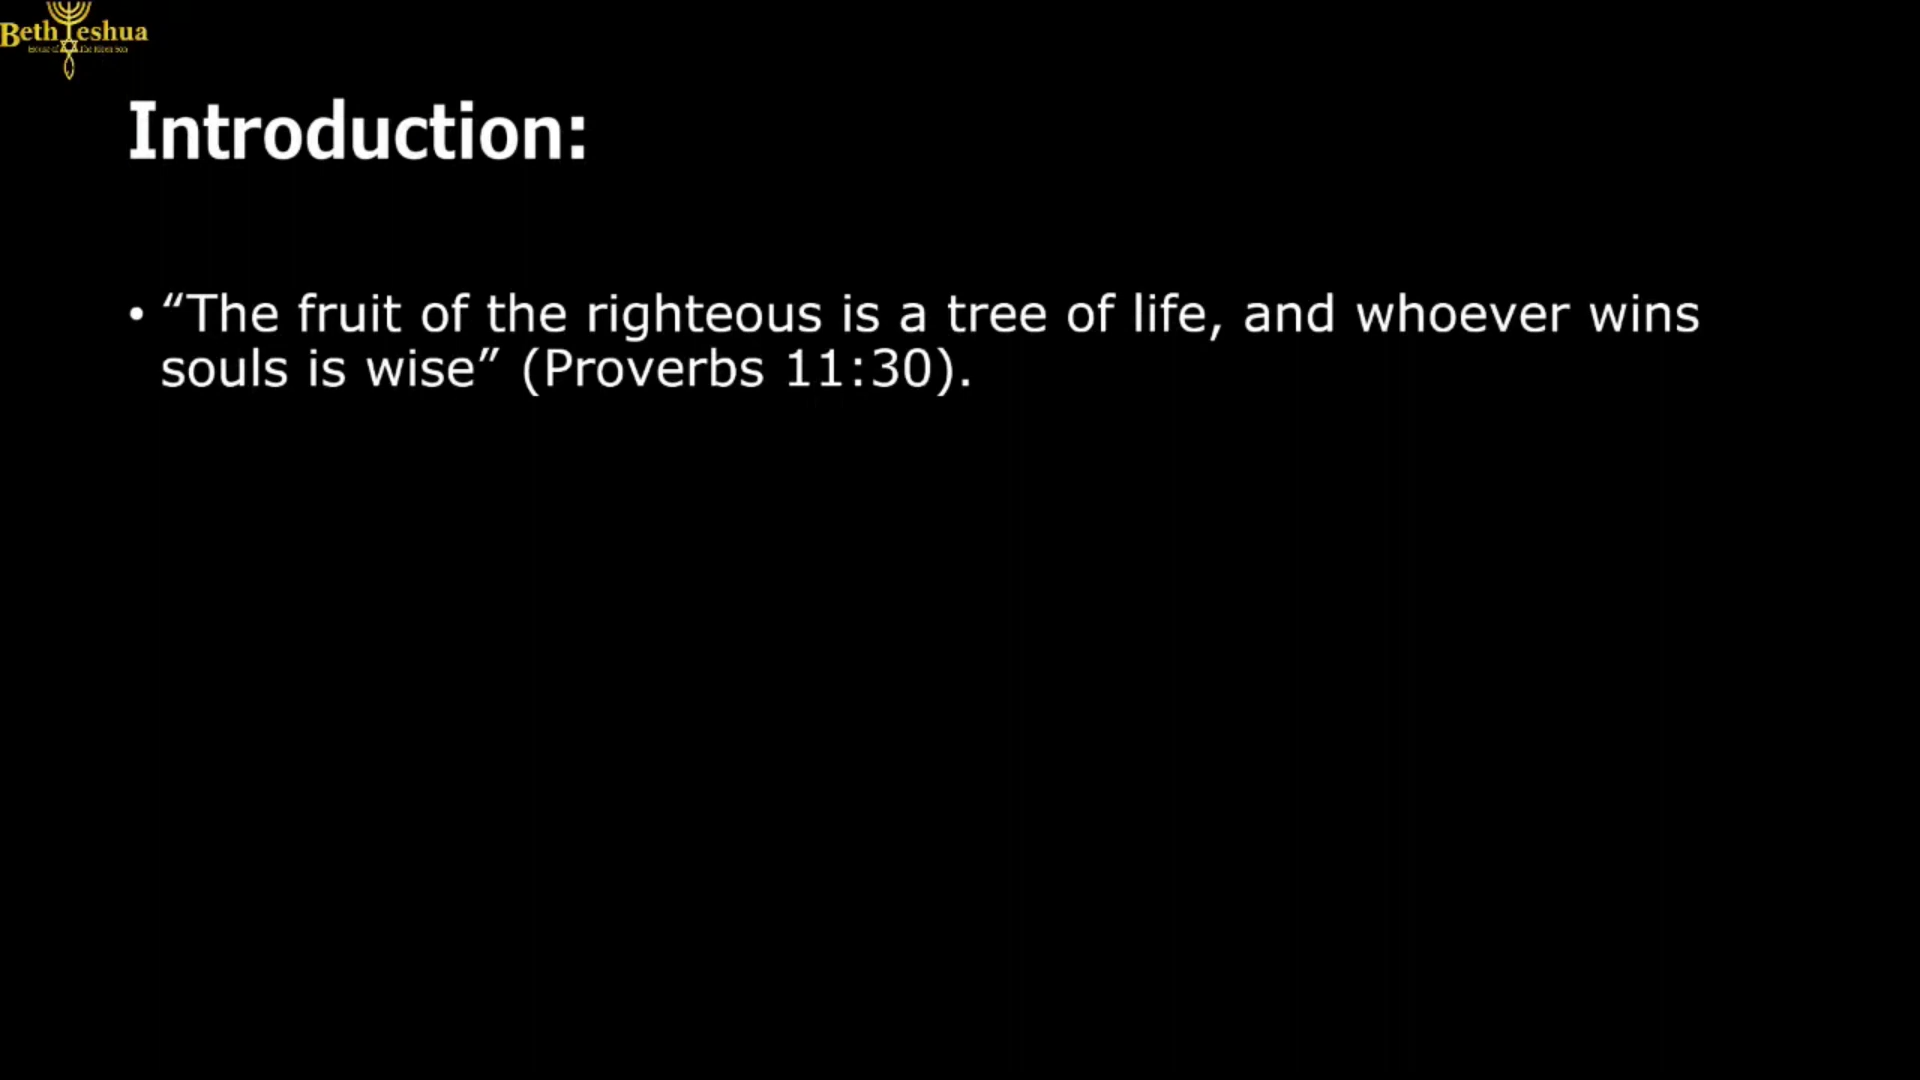 Beth Yeshua
Introduction:
• “The fruit of the righteous is a tree of life, and whoever wins
souls is wise” (Proverbs 11:30).